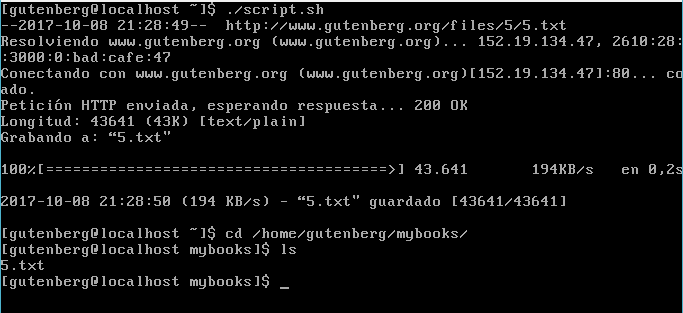 [gutenberg@localhost ~]$ ./script.sh
--2017-10-08 21:28:49--  http://www.gutenberg.org/files/5/5.txt
Resolviendo www.gutenberg.org (www.gutenberg.org)... 152.19.134.47, 2610:28:
:3000:0:bad:cafe:47
Conectando con www.gutenberg.org (www.gutenberg.org)[152.19.134.47]:80... co
ado.
Petición HTTP enviada, esperando respuesta... 200 OK
Longitud: 43641 (43K) [text/plain]
Grabando a: “5.txt”
100%[======================================>] 43.641      194KB/s   en 0,2s
2017-10-08 21:28:50 (194 KB/s) - “5.txt” guardado [43641/43641]
[gutenberg@localhost ~]$ cd /home/gutenberg/mybooks/
[gutenberg@localhost mybooks]$ ls
5.txt
[gutenberg@localhost mybooks]$ _